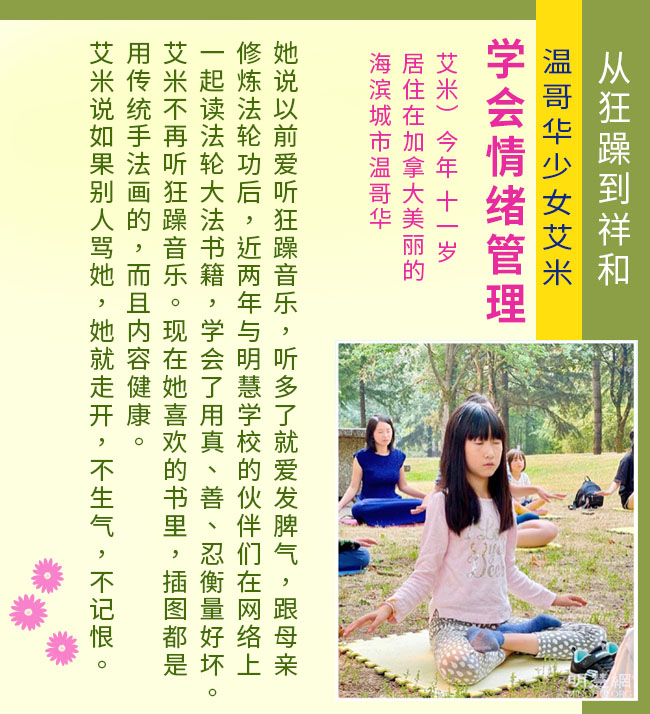 从狂躁到祥和
温哥华少女艾米
学会情绪管理
艾米）今年 十一岁
居住在加拿大美丽的
海滨城市温哥华
她说以前爱听狂躁音乐，听多了就爱发脾气，跟母亲
修炼法轮功后，近两年与明慧学校的伙伴们在网络上
一起读法轮大法书籍，学会了用真、善、忍衡量好坏。
艾米不再听狂躁音乐。现在她喜欢的书里，插图都是
用传统手法画的，而且内容健康。
艾米说如果别人骂她，她就走开，不生气，不记恨。